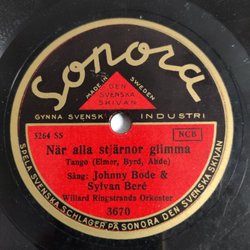 Sonora
MADE IN SWEDEN
DEN
SVENSKA
SKIVAN
GYNNA SVENSK INDUSTRI
5264 SS
NCB
När alla stjärnor glimma
Tango (Elmer, Byrd, Ahde)
Sång: Johnny Bode &
Sylvan Berë
Willard Ringstrands Orkester
3670
SPELA SVENSKA SCHLAGER PÅ SONORA DEN SVENSKA SKIVAN